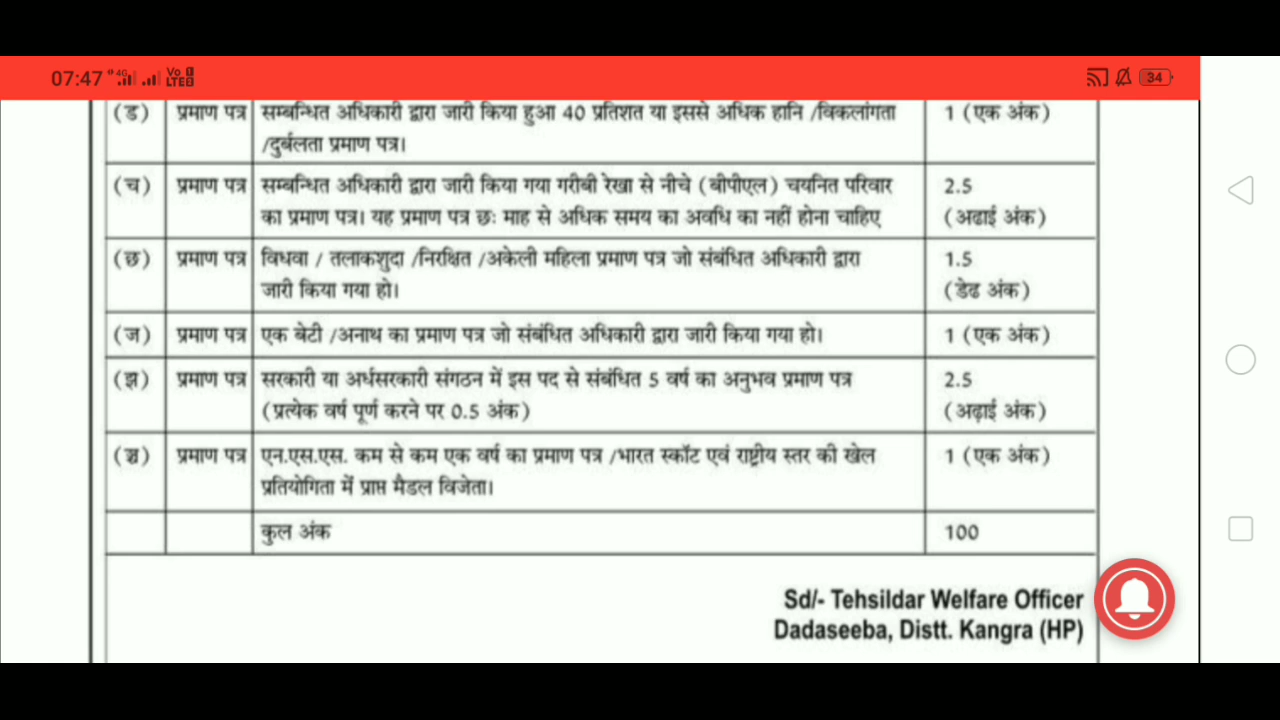 07:47 4G Vo LTE 34
(ड) प्रमाण पत्र सम्बन्धित अधिकारी द्वारा जारी किया हुआ 40 प्रतिशत या इससे अधिक हानि /विकलांगता 1 (एक अंक)
/दुर्बलता प्रमाण पत्र।
(च) प्रमाण पत्र सम्बन्धित अधिकारी द्वारा जारी किया गया गरीबी रेखा से नीचे (बीपीएल) चयनित परिवार 2.5
का प्रमाण पत्र। यह प्रमाण पत्र छः माह से अधिक समय का अवधि का नहीं होना चाहिए (अढाई अंक)
(छ) प्रमाण पत्र विधवा / तलाकशुदा /निरक्षित /अकेली महिला प्रमाण पत्र जो संबंधित अधिकारी द्वारा 1.5
जारी किया गया हो। (डेढ अंक)
(ज) प्रमाण पत्र एक बेटी /अनाथ का प्रमाण पत्र जो संबंधित अधिकारी द्वारा जारी किया गया हो। 1 (एक अंक)
(झ) प्रमाण पत्र सरकारी या अर्धसरकारी संगठन में इस पद से संबंधित 5 वर्ष का अनुभव प्रमाण पत्र 2.5
(प्रत्येक वर्ष पूर्ण करने पर 0.5 अंक) (अढ़ाई अंक)
(ञ) प्रमाण पत्र एन.एस.एस. कम से कम एक वर्ष का प्रमाण पत्र /भारत स्कॉट एवं राष्ट्रीय स्तर की खेल 1 (एक अंक)
प्रतियोगिता में प्राप्त मैडल विजेता।
कुल अंक 100
Sd/- Tehsildar Welfare Officer
Dadaseeba, Distt. Kangra (HP)